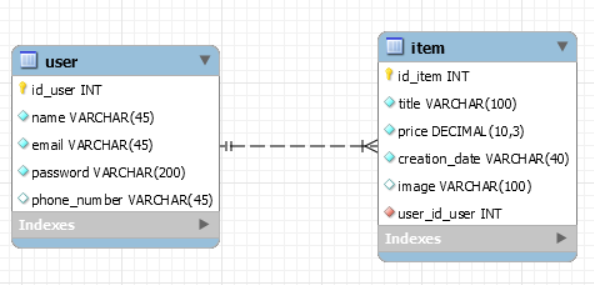 user
id_user INT
name VARCHAR(45)
email VARCHAR(45)
password VARCHAR(200)
phone_number VARCHAR(45)
Indexes
item
id_item INT
title VARCHAR(100)
price DECIMAL(10,3)
creation_date VARCHAR(40)
image VARCHAR(100)
user_id_user INT
Indexes